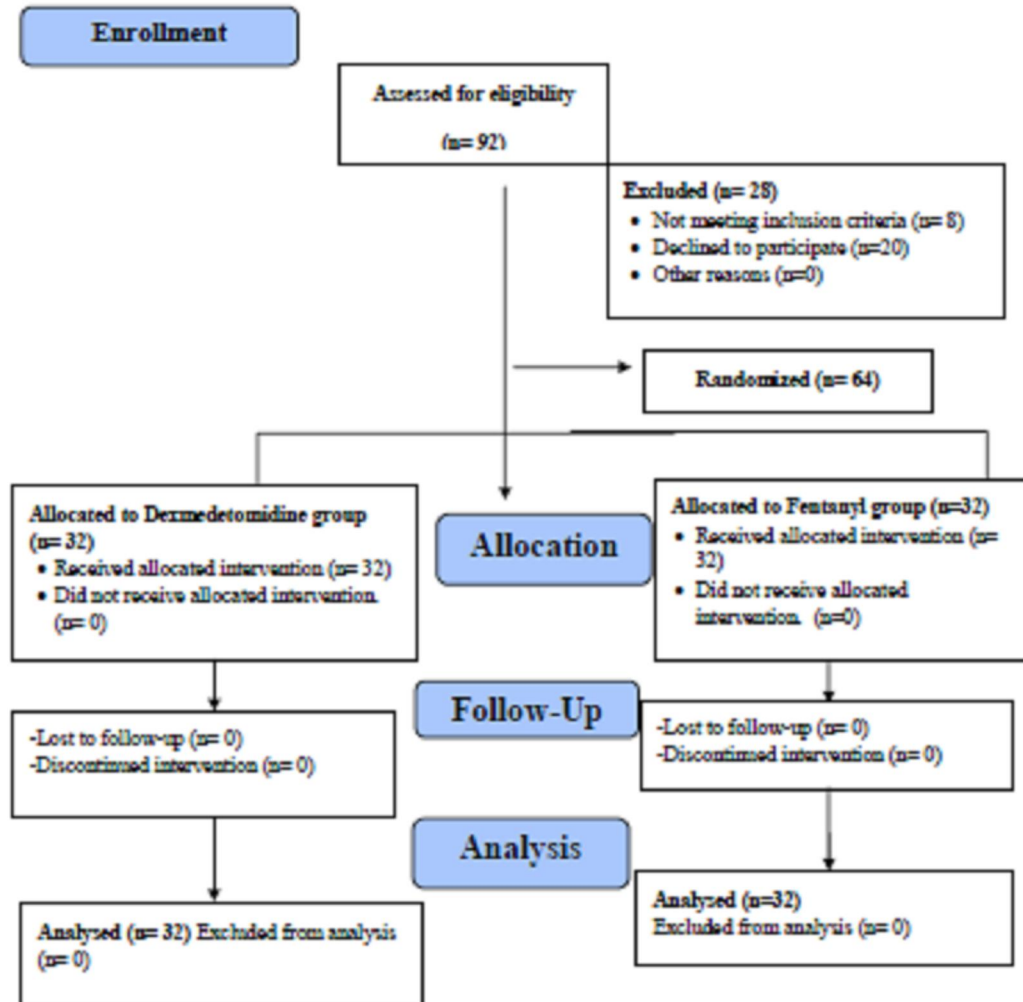 Enrollment
Assessed for eligibility
(n= 92)
Excluded (n= 28)
• Not meeting inclusion criteria (n= 8)
• Declined to participate (n=20)
• Other reasons (n=0)
Randomized (n= 64)
Allocated to Dexmedetomidine group
(n= 32)
• Received allocated intervention (n= 32)
• Did not receive allocated intervention.
(n= 0)
Allocation
Allocated to Fentanyl group (n=32)
• Received allocated intervention (n=
32)
• Did not receive allocated
intervention. (n=0)
Follow-Up
-Lost to follow-up (n= 0)
-Discontinued intervention (n= 0)
-Lost to follow-up (n= 0)
-Discontinued intervention (n= 0)
Analysis
Analysed (n= 32) Excluded from analysis
(n= 0)
Analysed (n=32)
Excluded from analysis (n= 0)